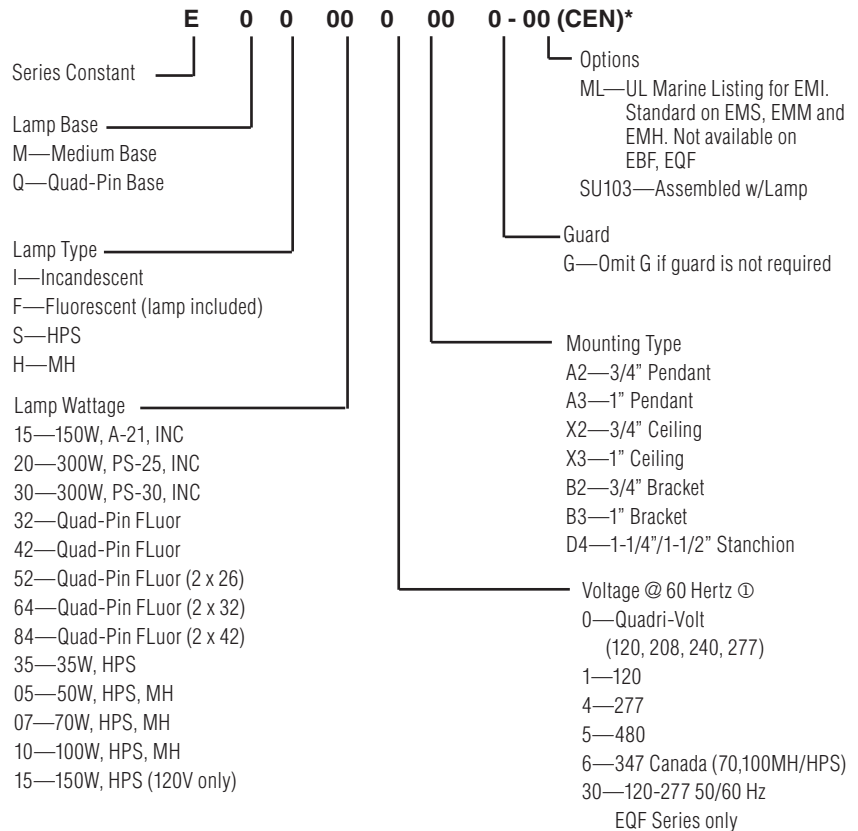 E 0 0 00 0 00 0 - 00 (CEN)*
Series Constant
Lamp Base
M—Medium Base
Q—Quad-Pin Base
Lamp Type
I—Incandescent
F—Fluorescent (lamp included)
S—HPS
H—MH
Lamp Wattage
15—150W, A-21, INC
20—300W, PS-25, INC
30—300W, PS-30, INC
32—Quad-Pin FLuor
42—Quad-Pin FLuor
52—Quad-Pin FLuor (2 x 26)
64—Quad-Pin FLuor (2 x 32)
84—Quad-Pin FLuor (2 x 42)
35—35W, HPS
05—50W, HPS, MH
07—70W, HPS, MH
10—100W, HPS, MH
15—150W, HPS (120V only)
Options
ML—UL Marine Listing for EMI.
Standard on EMS, EMM and
EMH. Not available on
EBF, EQF
SU103—Assembled w/Lamp
Guard
G—Omit G if guard is not required
Mounting Type
A2—3/4” Pendant
A3—1” Pendant
X2—3/4” Ceiling
X3—1” Ceiling
B2—3/4” Bracket
B3—1” Bracket
D4—1-1/4”/1-1/2” Stanchion
Voltage @ 60 Hertz ①
0—Quadri-Volt
(120, 208, 240, 277)
1—120
4—277
5—480
6—347 Canada (70,100MH/HPS)
30—120-277 50/60 Hz
EQF Series only